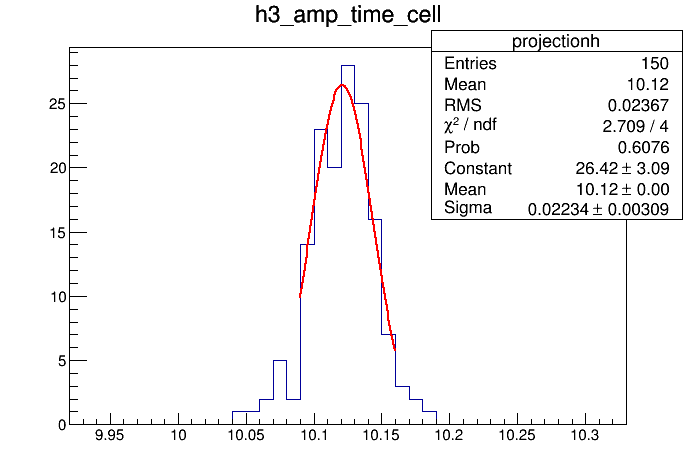 h3_amp_time_cell
projectionh
Entries 150
Mean 10.12
RMS 0.02367
χ² / ndf 2.709 / 4
Prob 0.6076
Constant 26.42 ± 3.09
Mean 10.12 ± 0.00
Sigma 0.02234 ± 0.00309
25
20
15
10
5
0
9.95 10 10.05 10.1 10.15 10.2 10.25 10.3